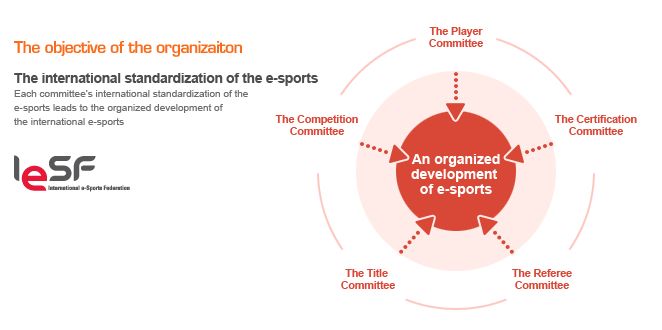 The objective of the organizaiton
The international standardization of the e-sports
Each committee's international standardization of the
e-sports leads to the organized development of
the international e-sports
IeSF
International e-Sports Federation
The Player
Committee
The Competition
Committee
The Certification
Committee
An organized
development
of e-sports
The Title
Committee
The Referee
Committee